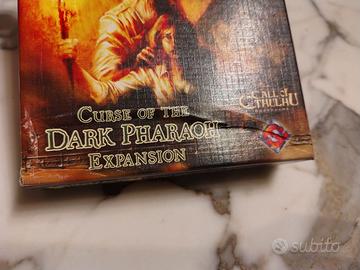 CURSE OF THE
DARK PHARAOH
EXPANSION
CALL OF
CTHULHU
subito